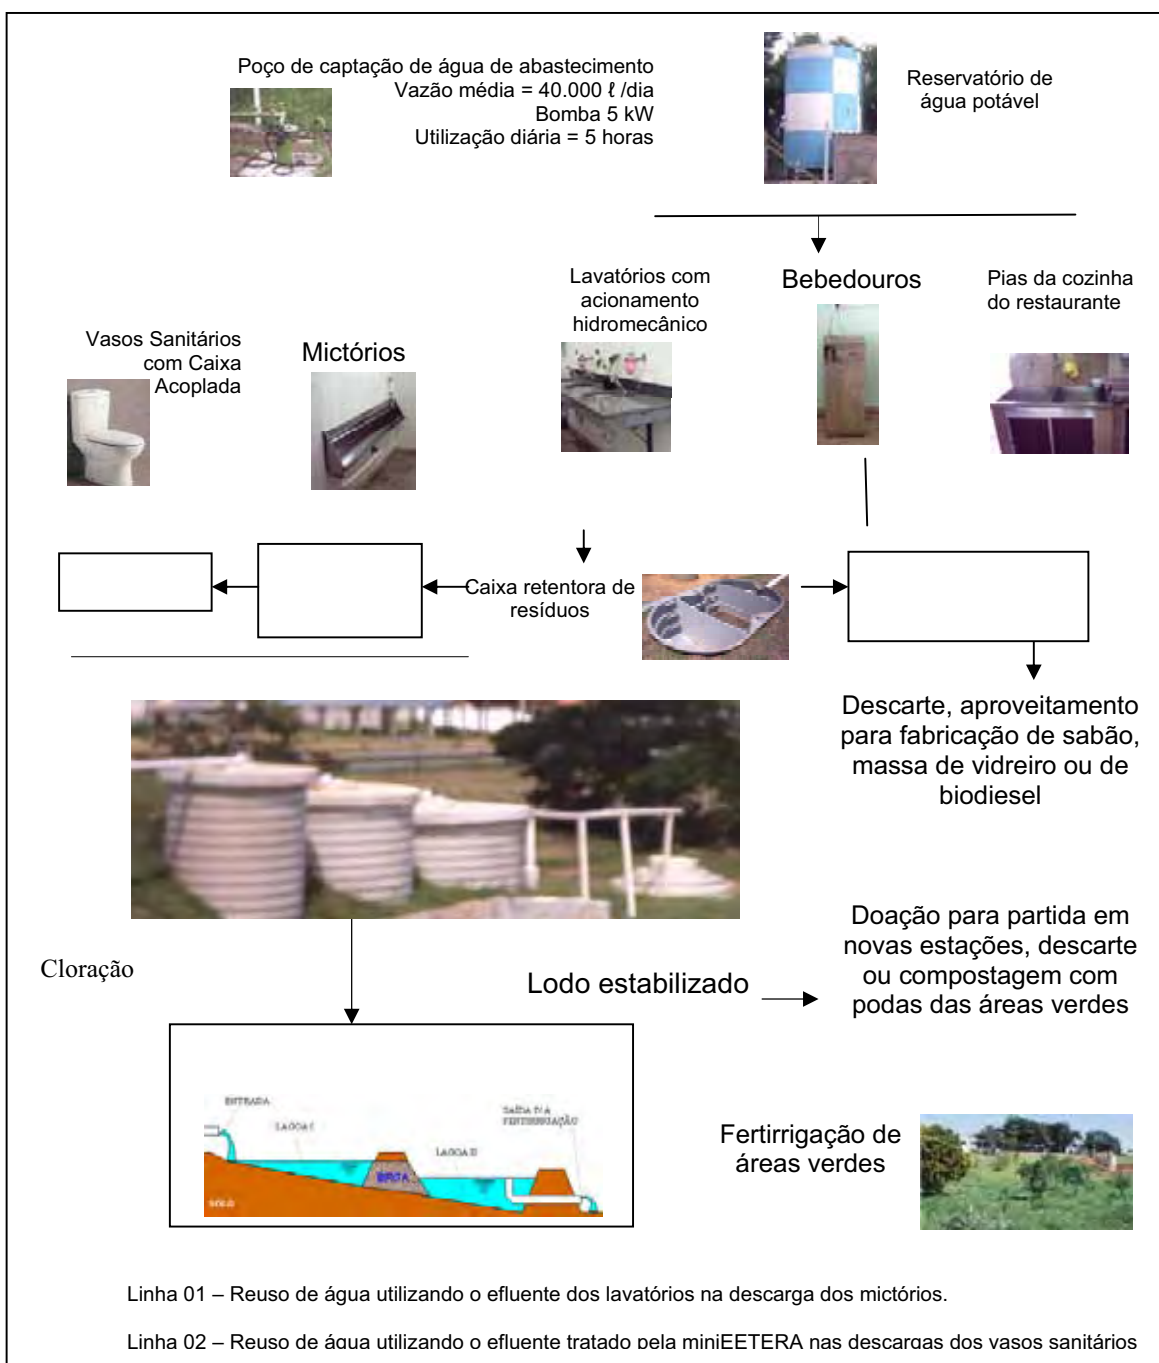 Poço de captação de água de abastecimento
Vazão média = 40.000 ℓ /dia
Bomba 5 kW
Utilização diária = 5 horas
Reservatório de
água potável
Lavatórios com
acionamento
hidromecânico
Bebedouros
Pias da cozinha
do restaurante
Vasos Sanitários
com Caixa
Acoplada
Mictórios
Caixa retentora de
resíduos
Descarte, aproveitamento
para fabricação de sabão,
massa de vidreiro ou de
biodiesel
Doação para partida em
novas estações, descarte
ou compostagem com
podas das áreas verdes
Cloração
Lodo estabilizado
ENTRADA
LAGOA I
LAGOA II
SAÍDA P/ A
FERTIRRIGAÇÃO
SOLO
Fertirrigação de
áreas verdes
Linha 01 – Reuso de água utilizando o efluente dos lavatórios na descarga dos mictórios.
Linha 02 – Reuso de água utilizando o efluente tratado pela miniEETERA nas descargas dos vasos sanitários